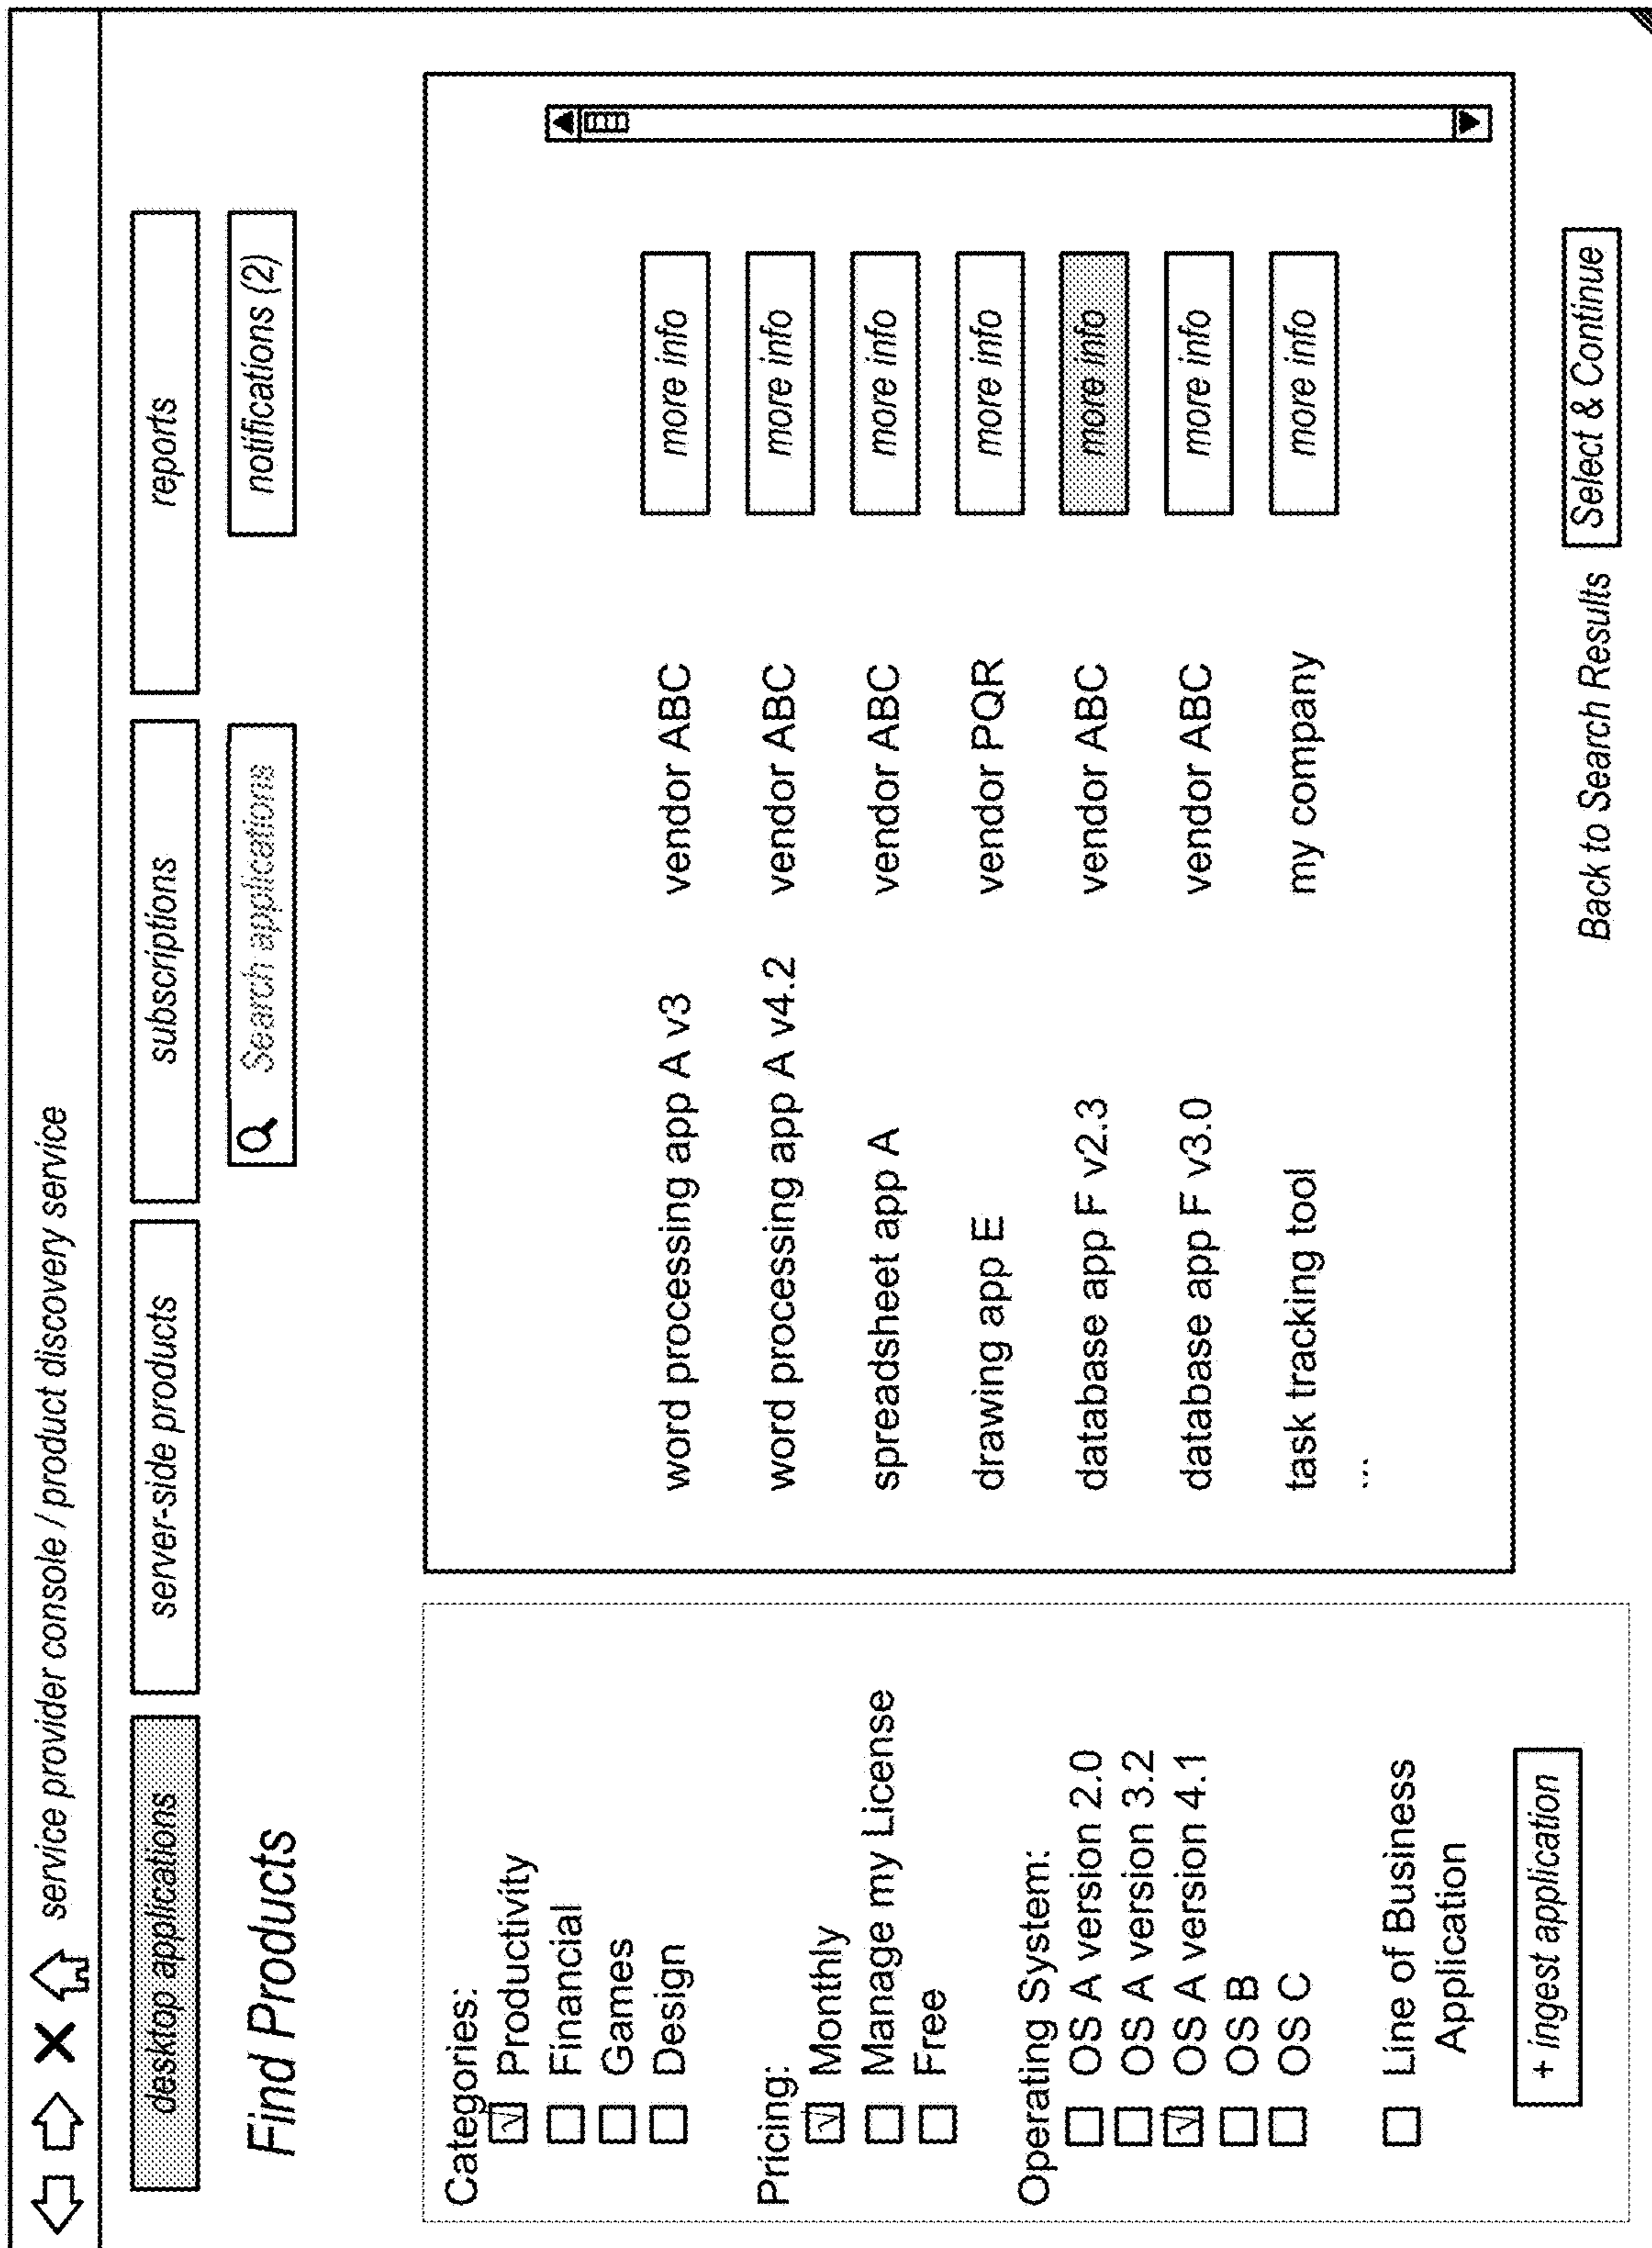 service provider console / product discovery service
desktop applications
server-side products
subscriptions
reports
Find Products
Search applications
notifications (2)
Categories:
Productivity
Financial
Games
Design
Pricing:
Monthly
Manage my License
Free
Operating System:
OS A version 2.0
OS A version 3.2
OS A version 4.1
OS B
OS C
Line of Business
Application
+ ingest application
word processing app A v3 vendor ABC more info
word processing app A v4.2 vendor ABC more info
spreadsheet app A vendor ABC more info
drawing app E vendor PQR more info
database app F v2.3 vendor ABC more info
database app F v3.0 vendor ABC more info
task tracking tool my company more info
...
Back to Search Results Select & Continue